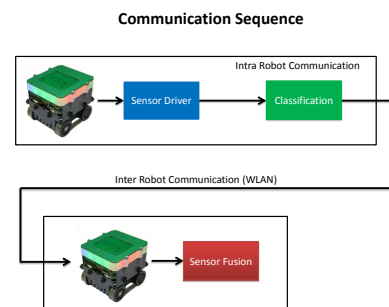 Communication Sequence
Intra Robot Communication
Sensor Driver
Classification
Inter Robot Communication (WLAN)
Sensor Fusion